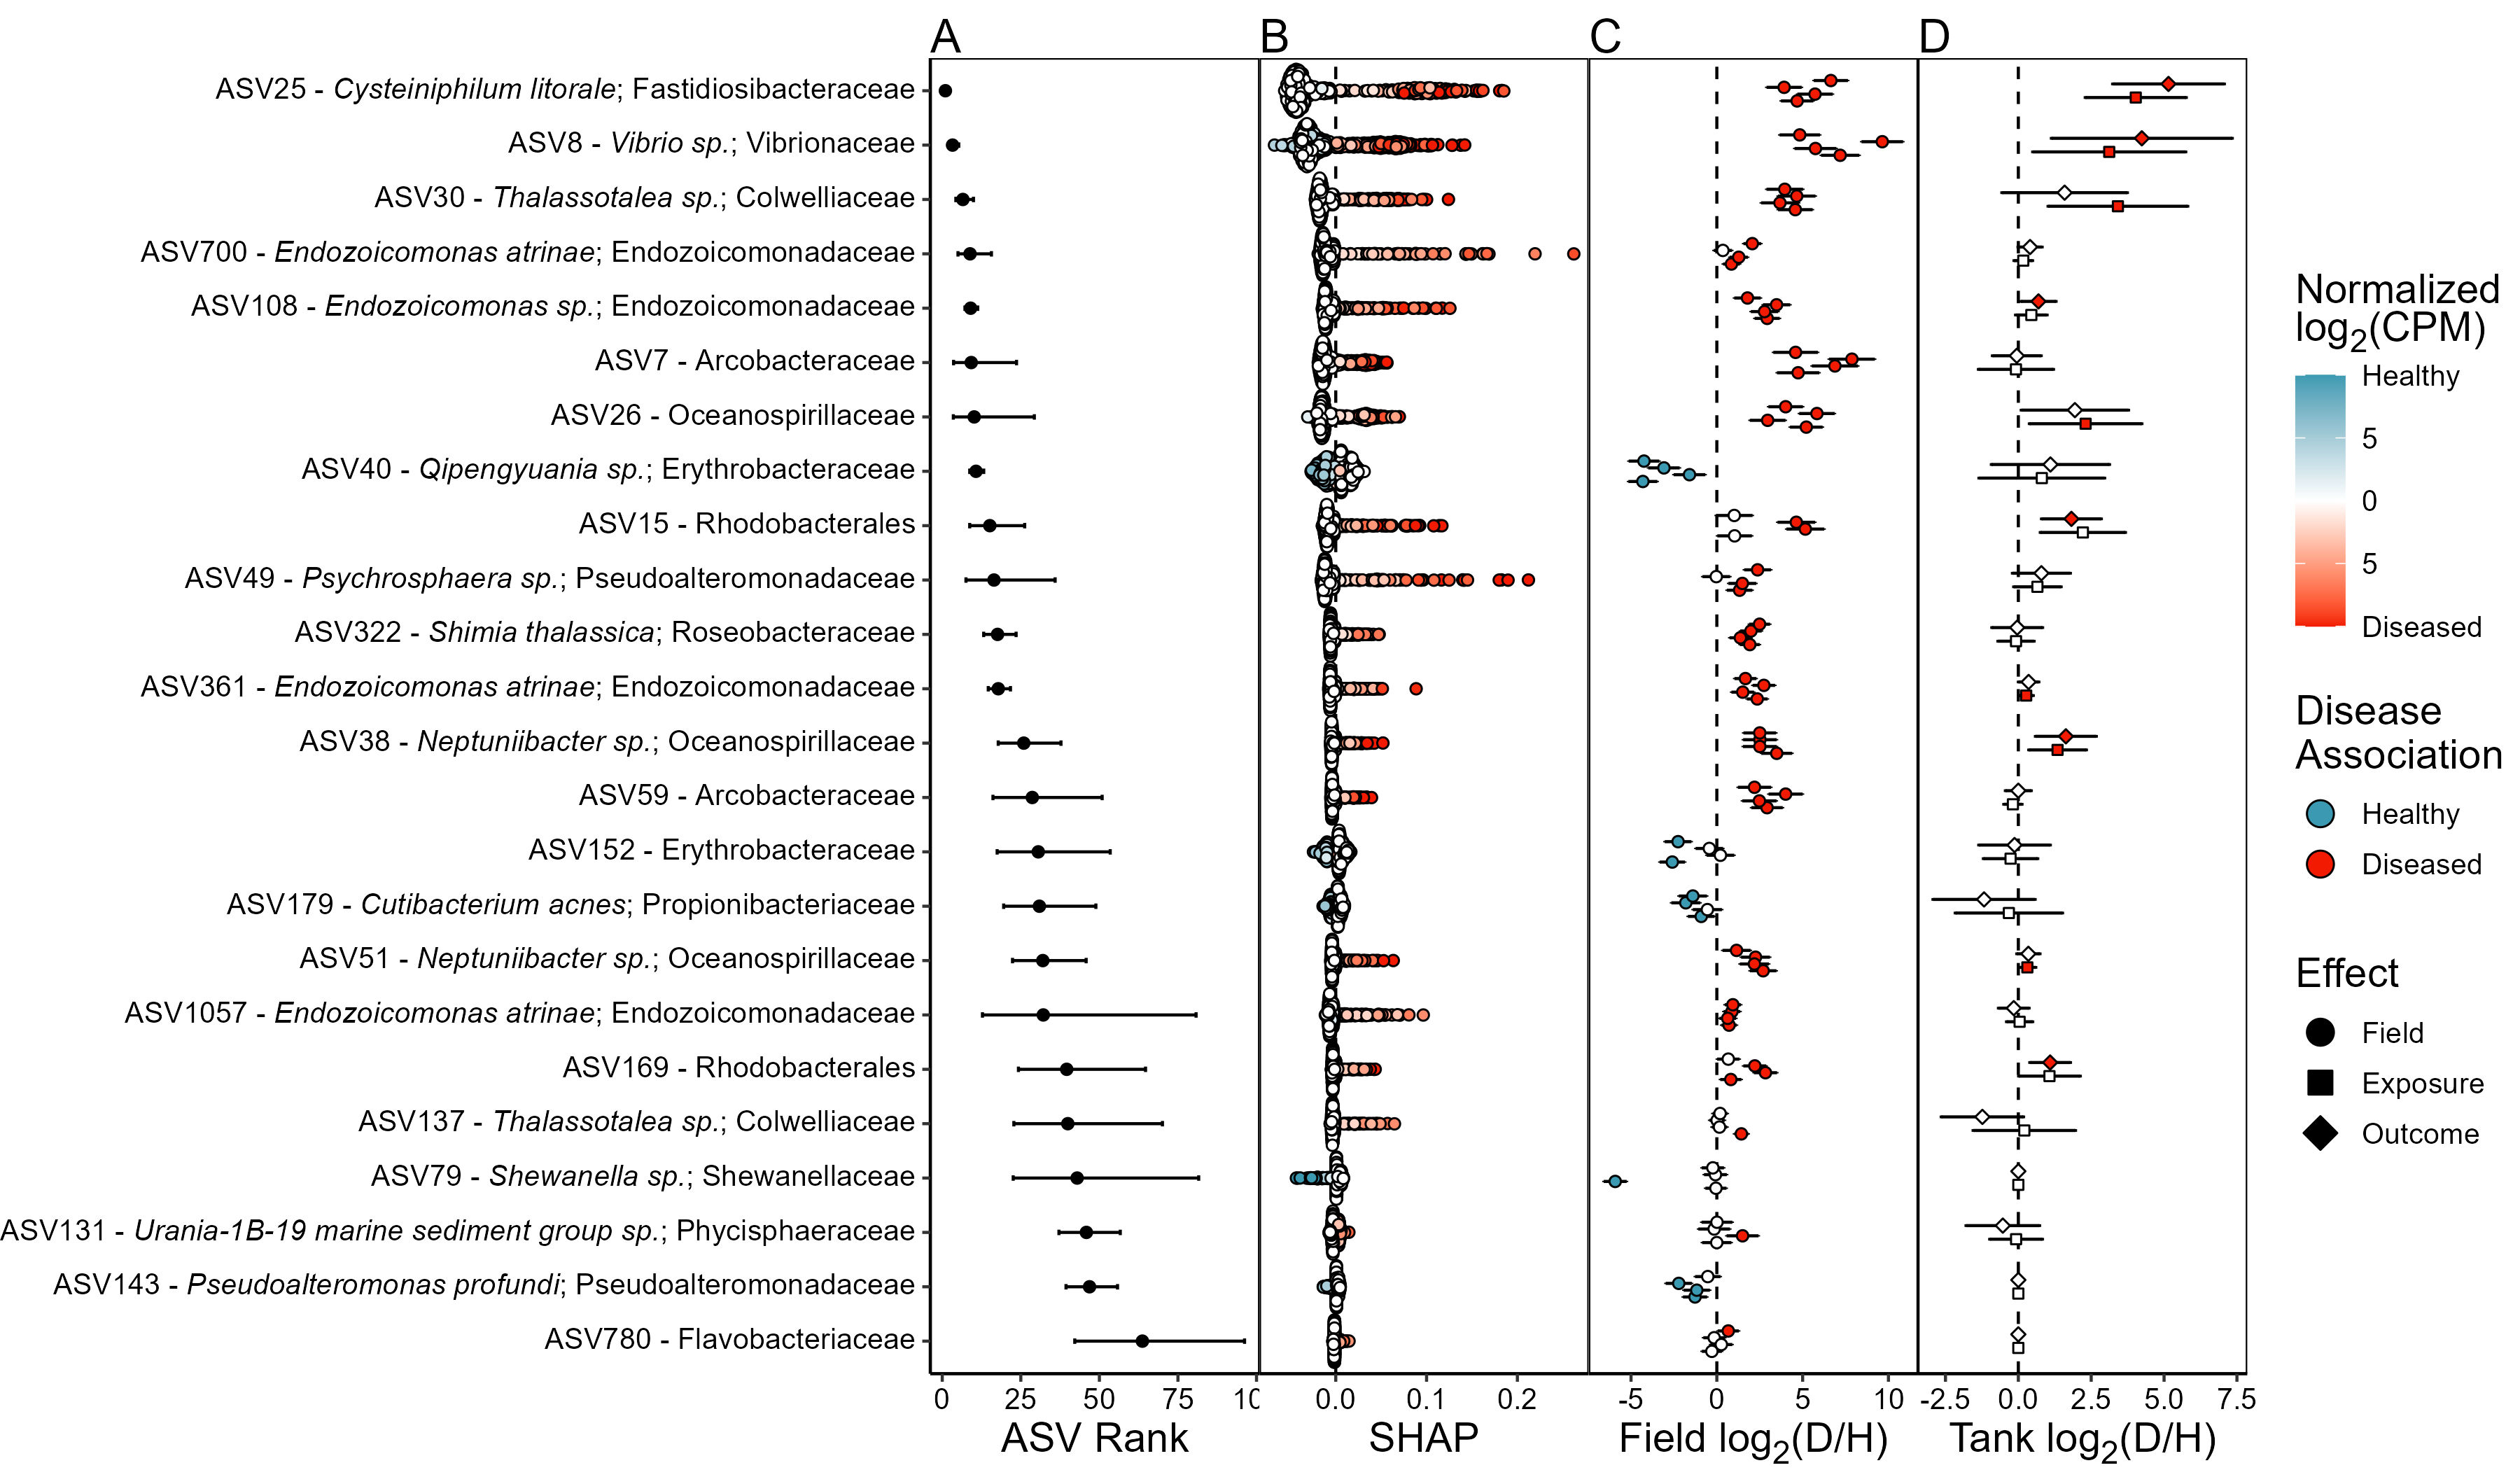 A B C D
ASV25 - Cysteiniphilum litorale; Fastidiosibacteraceae
ASV8 - Vibrio sp.; Vibrionaceae
ASV30 - Thalassotalea sp.; Colwelliaceae
ASV700 - Endozoicomonas atrinae; Endozoicomonadaceae
ASV108 - Endozoicomonas sp.; Endozoicomonadaceae
ASV7 - Arcobacteraceae
ASV26 - Oceanospirillaceae
ASV40 - Qipengyuania sp.; Erythrobacteraceae
ASV15 - Rhodobacterales
ASV49 - Psychrosphaera sp.; Pseudoalteromonadaceae
ASV322 - Shimia thalassica; Roseobacteraceae
ASV361 - Endozoicomonas atrinae; Endozoicomonadaceae
ASV38 - Neptuniibacter sp.; Oceanospirillaceae
ASV59 - Arcobacteraceae
ASV152 - Erythrobacteraceae
ASV179 - Cutibacterium acnes; Propionibacteriaceae
ASV51 - Neptuniibacter sp.; Oceanospirillaceae
ASV1057 - Endozoicomonas atrinae; Endozoicomonadaceae
ASV169 - Rhodobacterales
ASV137 - Thalassotalea sp.; Colwelliaceae
ASV79 - Shewanella sp.; Shewanellaceae
ASV131 - Urania-1B-19 marine sediment group sp.; Phycisphaeraceae
ASV143 - Pseudoalteromonas profundi; Pseudoalteromonadaceae
ASV780 - Flavobacteriaceae
0 25 50 75 10
ASV Rank
0.0 0.1 0.2
SHAP
-5 0 5 10
Field log2(D/H)
-2.5 0.0 2.5 5.0 7.5
Tank log2(D/H)
Normalized
log2(CPM)
Healthy
5
0
5
Diseased
Disease
Association
Healthy
Diseased
Effect
Field
Exposure
Outcome